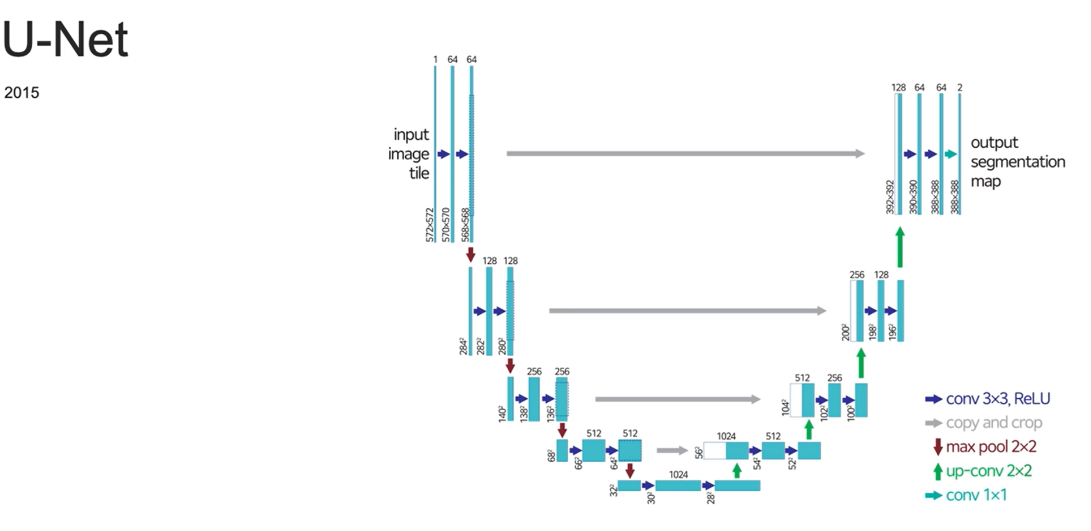 U-Net
2015
1 64 64
input
image
tile
572×572
570×570
568×568
128 64 64 2
output
segmentation
map
392×392
390×390
388×388
388×388
128 128
284²
282²
280²
256 128
200²
198²
196²
256 256
140²
138²
136²
512 256
104²
102²
100²
512 512
68²
66²
64²
1024 512
56²
54²
52²
1024
32²
30²
28²
conv 3×3, ReLU
copy and crop
max pool 2×2
up-conv 2×2
conv 1×1